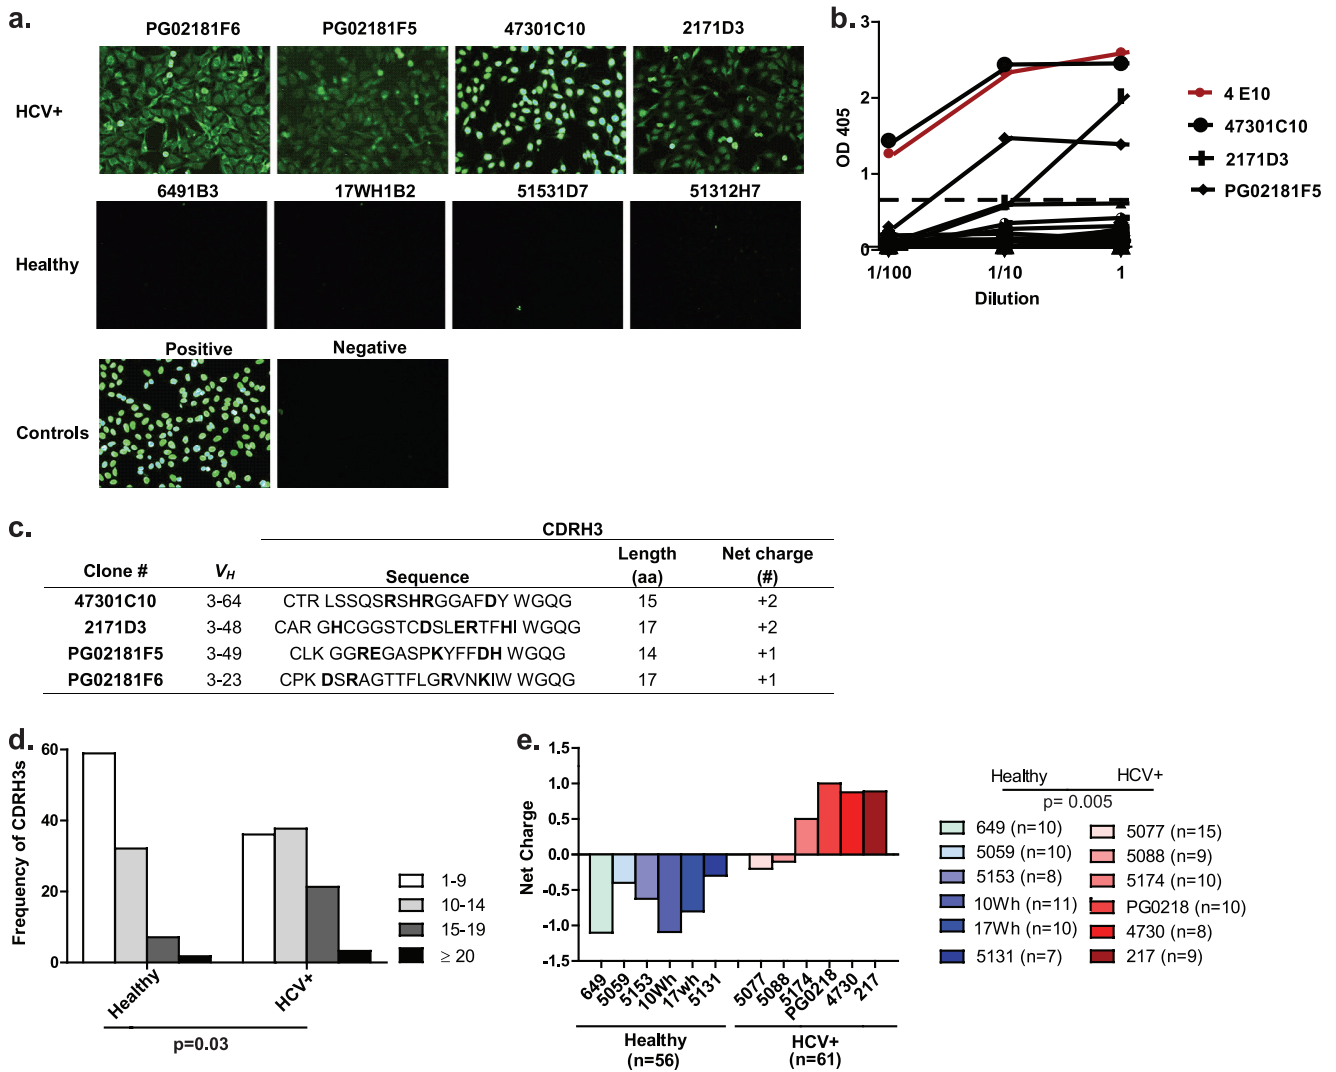 a.
PG02181F6 PG02181F5 47301C10 2171D3
HCV+
6491B3 17WH1B2 51531D7 51312H7
Healthy
Positive Negative
Controls
b.
3
2
1
0
OD 405
1/100 1/10 1
Dilution
4 E10
47301C10
2171D3
PG02181F5
c.
CDRH3
Clone # VH Sequence Length (aa) Net charge (#)
47301C10 3-64 CTR LSSQSRSHRGGAFDY WGQG 15 +2
2171D3 3-48 CAR GHCGGSTCDSLERTFHI WGQG 17 +2
PG02181F5 3-49 CLK GGREGASPKYFFDH WGQG 14 +1
PG02181F6 3-23 CPK DSRAGTTFLGRVNKIW WGQG 17 +1
d.
60
40
20
0
Frequency of CDRH3s
Healthy HCV+
p=0.03
1-9
10-14
15-19
≥ 20
e.
1.5
1.0
0.5
0.0
-0.5
-1.0
-1.5
Net Charge
649 5059 5153 10Wh 17wh 5131 5077 5088 5174 PG0218 4730 217
Healthy (n=56)
HCV+ (n=61)
Healthy HCV+
p= 0.005
649 (n=10) 5077 (n=15)
5059 (n=10) 5088 (n=9)
5153 (n=8) 5174 (n=10)
10Wh (n=11) PG0218 (n=10)
17Wh (n=10) 4730 (n=8)
5131 (n=7) 217 (n=9)